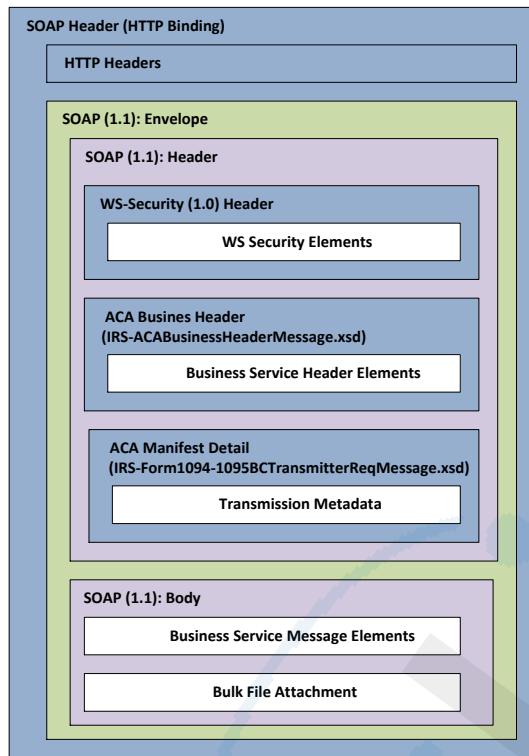 SOAP Header (HTTP Binding)
HTTP Headers
SOAP (1.1): Envelope
SOAP (1.1): Header
WS-Security (1.0) Header
WS Security Elements
ACA Busines Header
(IRS-ACABusinessHeaderMessage.xsd)
Business Service Header Elements
ACA Manifest Detail
(IRS-Form1094-1095BCTransmitterReqMessage.xsd)
Transmission Metadata
SOAP (1.1): Body
Business Service Message Elements
Bulk File Attachment